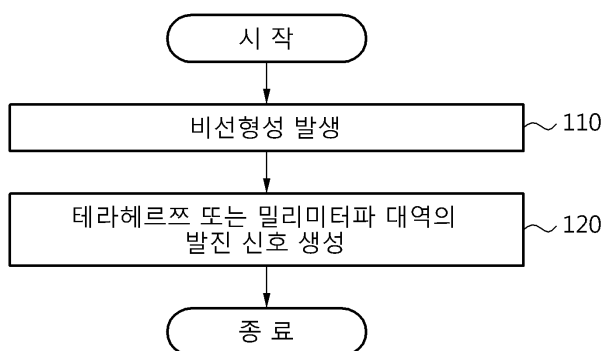 시 작
비선형성 발생
110
테라헤르쯔 또는 밀리미터파 대역의
발진 신호 생성
120
종 료